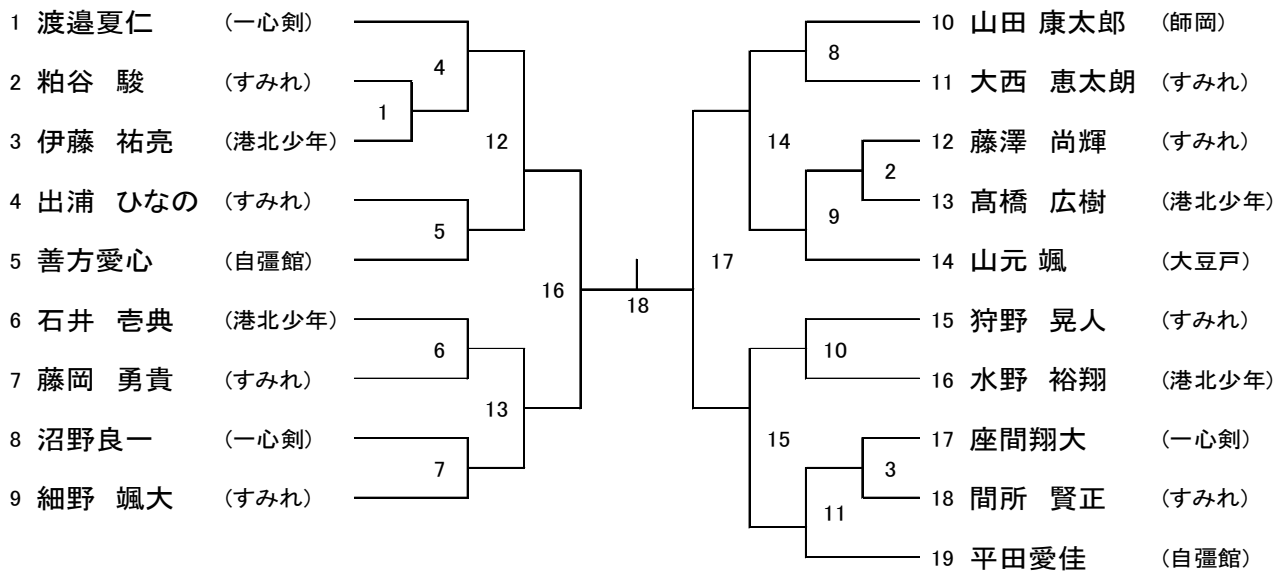 1 渡邉夏仁 (一心剣)
2 粕谷 駿 (すみれ)
3 伊藤 祐亮 (港北少年)
4 出浦 ひなの (すみれ)
5 善方愛心 (自彊館)
6 石井 壱典 (港北少年)
7 藤岡 勇貴 (すみれ)
8 沼野良一 (一心剣)
9 細野 颯大 (すみれ)
4
1
12
5
16
6
13
7
18
10 山田 康太郎 (師岡)
11 大西 恵太朗 (すみれ)
12 藤澤 尚輝 (すみれ)
13 髙橋 広樹 (港北少年)
14 山元 颯 (大豆戸)
15 狩野 晃人 (すみれ)
16 水野 裕翔 (港北少年)
17 座間翔大 (一心剣)
18 間所 賢正 (すみれ)
19 平田愛佳 (自彊館)
8
14
2
9
17
10
15
3
11